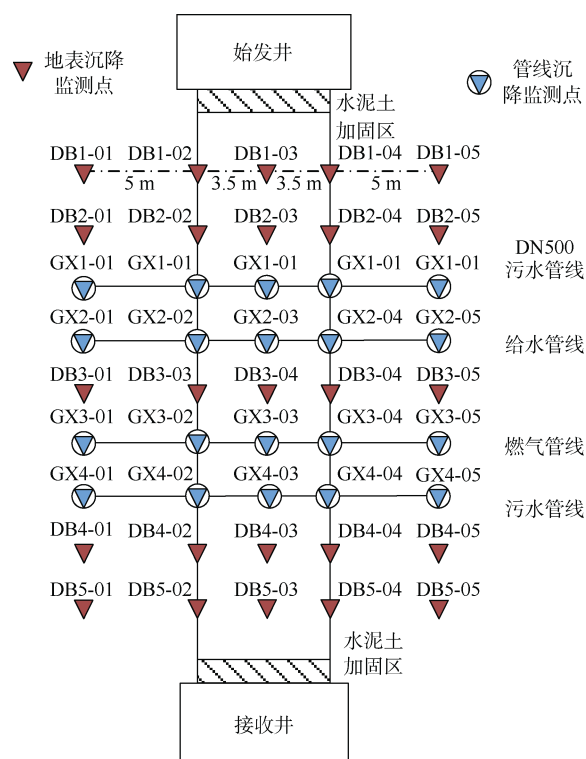 始发井
地表沉降
监测点
管线沉
降监测点
水泥土
加固区
DB1-01 DB1-02 DB1-03 DB1-04 DB1-05
5 m 3.5 m 3.5 m 5 m
DB2-01 DB2-02 DB2-03 DB2-04 DB2-05
DN500
污水管线
GX1-01 GX1-01 GX1-01 GX1-01 GX1-01
GX2-01 GX2-02 GX2-03 GX2-04 GX2-05
给水管线
DB3-01 DB3-03 DB3-04 DB3-04 DB3-05
GX3-01 GX3-02 GX3-03 GX3-04 GX3-05
燃气管线
GX4-01 GX4-02 GX4-03 GX4-04 GX4-05
污水管线
DB4-01 DB4-02 DB4-03 DB4-04 DB4-05
DB5-01 DB5-02 DB5-03 DB5-04 DB5-05
水泥土
加固区
接收井